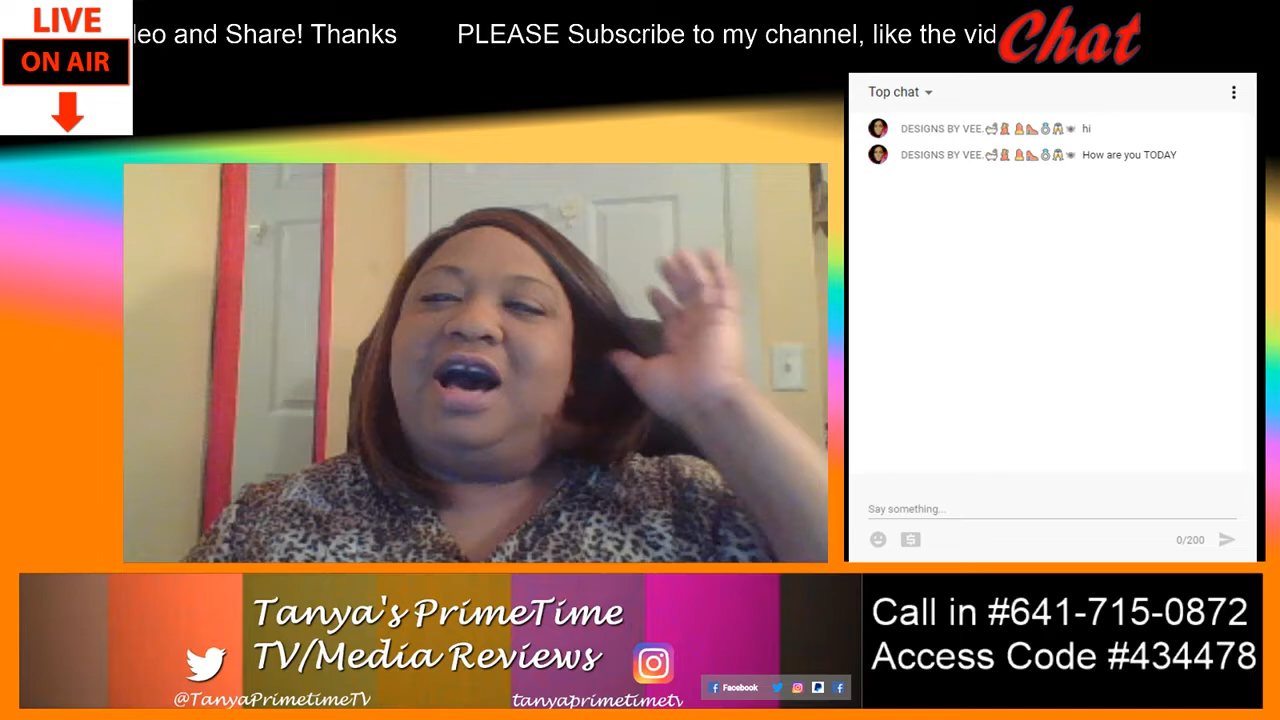 LIVE
ON AIR
leo and Share! Thanks
PLEASE Subscribe to my channel, like the vid
Chat
Top chat
DESIGNS BY VEE. hi
DESIGNS BY VEE. How are you TODAY
Say something...
0/200
Tanya's PrimeTime
TV/Media Reviews
@TanyaPrimetimeTV
tanyaprimetimetv
Facebook
Call in #641-715-0872
Access Code #434478